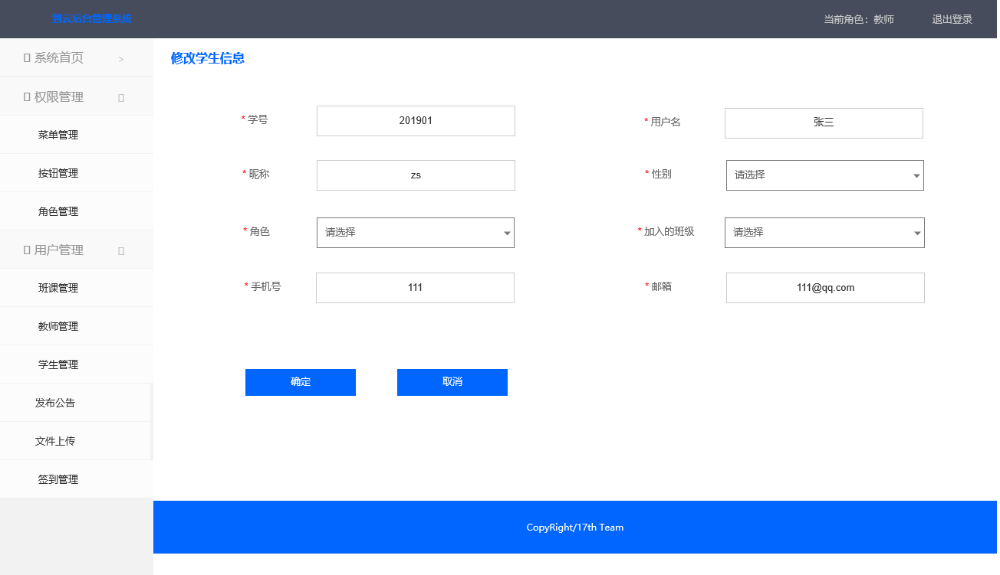 到云后台管理系统
当前角色：教师
退出登录
系统首页 >
修改学生信息
权限管理
菜单管理
按钮管理
角色管理
用户管理
班课管理
教师管理
学生管理
发布公告
文件上传
签到管理
* 学号 201901
* 用户名 张三
* 昵称 zs
* 性别 请选择
* 角色 请选择
* 加入的班级 请选择
* 手机号 111
* 邮箱 111@qq.com
确定 取消
CopyRight/17th Team